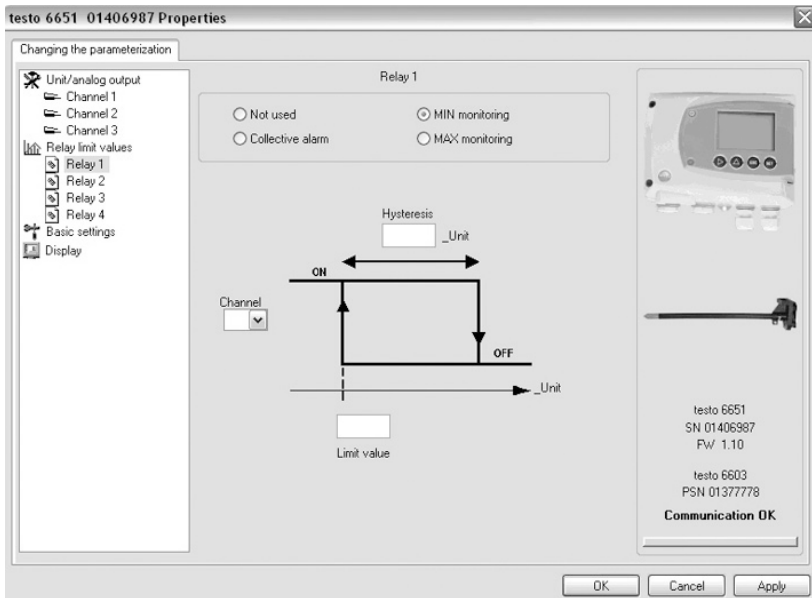 testo 6651 01406987 Properties
Changing the parameterization
Unit/analog output
Channel 1
Channel 2
Channel 3
Relay limit values
Relay 1
Relay 2
Relay 3
Relay 4
Basic settings
Display
Relay 1
Not used
MIN monitoring
Collective alarm
MAX monitoring
Hysteresis
_Unit
ON
Channel
OFF
_Unit
Limit value
testo 6651
SN 01406987
FW 1.10
testo 6603
PSN 01377778
Communication OK
OK
Cancel
Apply